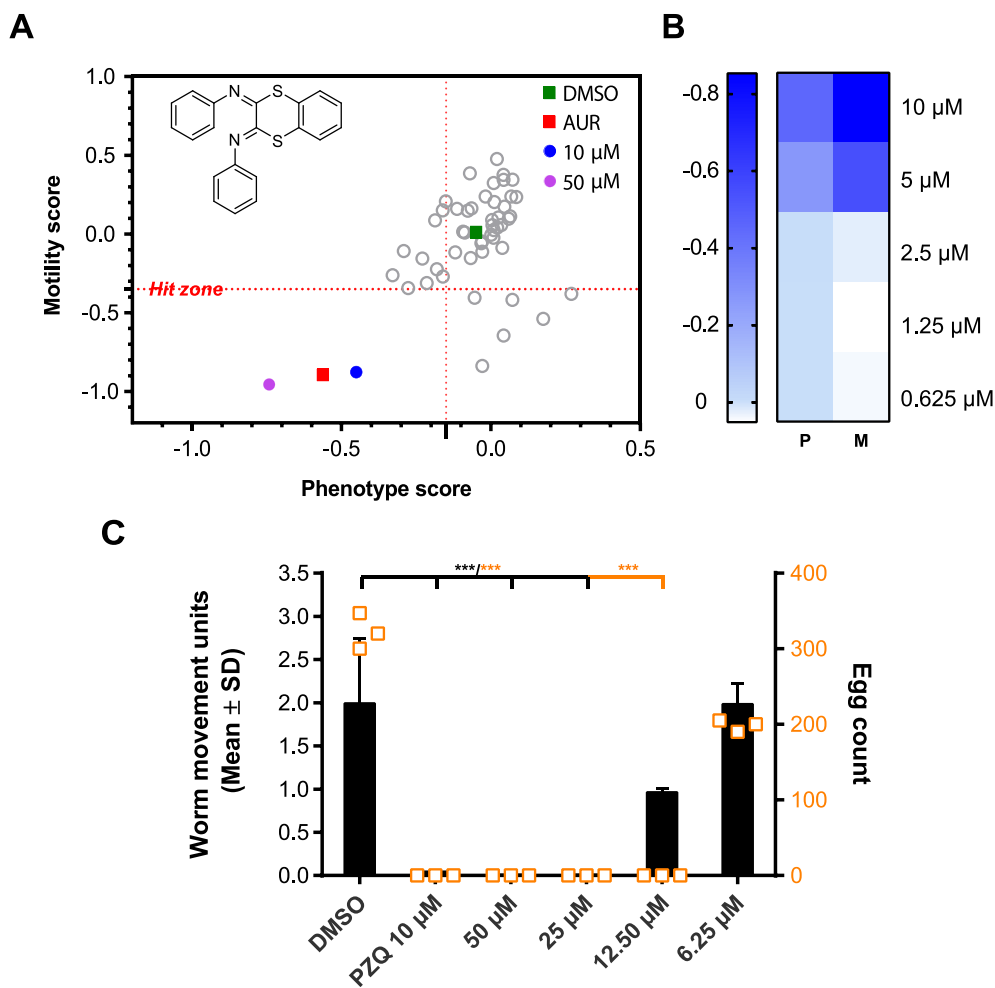 A
B
1.0
0.5
0.0
-0.5
-1.0
Motility score
N
S
N
S
DMSO
AUR
10 µM
50 µM
Hit zone
-1.0
-0.5
0.0
0.5
Phenotype score
-0.8
-0.6
-0.4
-0.2
0
10 µM
5 µM
2.5 µM
1.25 µM
0.625 µM
P
M
C
***/***
***
3.5
3.0
2.5
2.0
1.5
1.0
0.5
0.0
Worm movement units
(Mean ± SD)
400
300
200
100
0
Egg count
DMSO
PZQ 10 µM
50 µM
25 µM
12.50 µM
6.25 µM